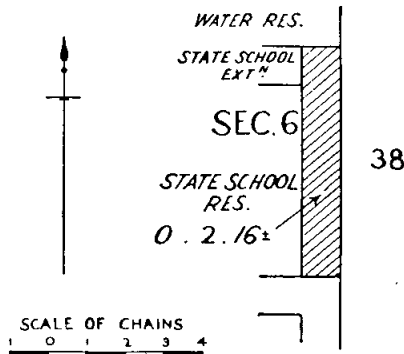 WATER RES.
STATE SCHOOL
EXTN
SEC. 6
38
STATE SCHOOL
RES.
0 . 2 . 16±
SCALE OF CHAINS
1 0 1 2 3 4